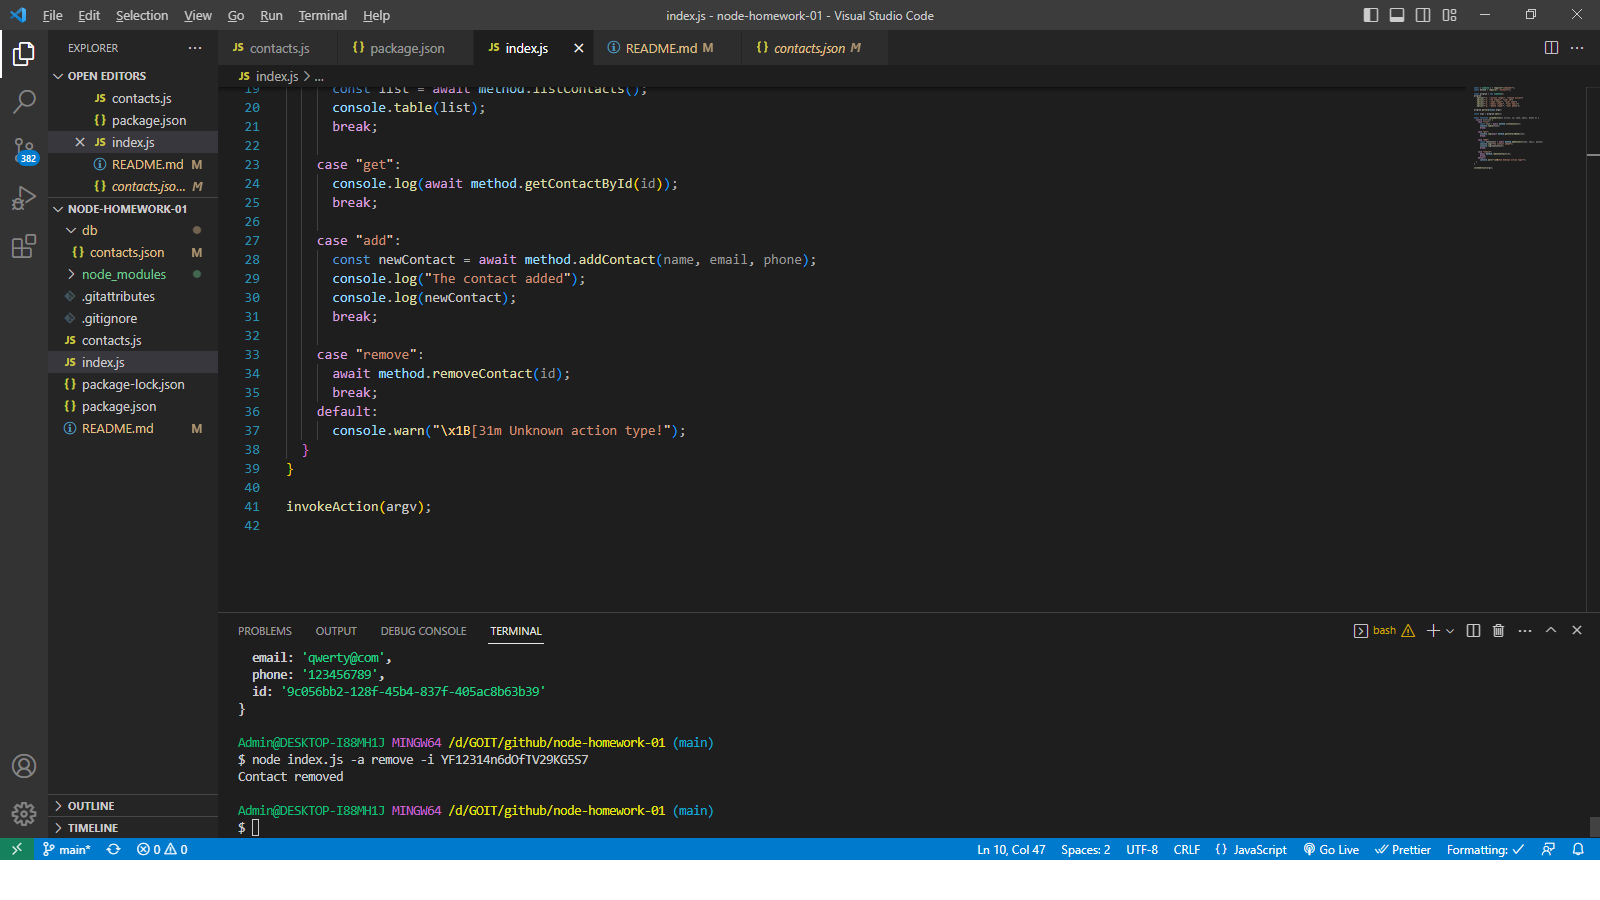 File Edit Selection View Go Run Terminal Help
index.js - node-homework-01 - Visual Studio Code
EXPLORER
OPEN EDITORS
JS contacts.js
{} package.json
JS index.js
README.md M
{} contacts.jso... M
NODE-HOMEWORK-01
db
{} contacts.json M
node_modules
.gitattributes
.gitignore
JS contacts.js
JS index.js
{} package-lock.json
{} package.json
README.md M
OUTLINE
TIMELINE
382
JS contacts.js {} package.json JS index.js README.md M {} contacts.json M
JS index.js > ...
19 const list = await method.listContacts();
20 console.table(list);
21 break;
22
23 case "get":
24 console.log(await method.getContactById(id));
25 break;
26
27 case "add":
28 const newContact = await method.addContact(name, email, phone);
29 console.log("The contact added");
30 console.log(newContact);
31 break;
32
33 case "remove":
34 await method.removeContact(id);
35 break;
36 default:
37 console.warn("\x1B[31m Unknown action type!");
38 }
39 }
40
41 invokeAction(argv);
42
PROBLEMS OUTPUT DEBUG CONSOLE TERMINAL
bash
email: 'qwerty@com',
phone: '123456789',
id: '9c056bb2-128f-45b4-837f-405ac8b63b39'
}
Admin@DESKTOP-I88MH1J MINGW64 /d/GOIT/github/node-homework-01 (main)
$ node index.js -a remove -i YF12314n6dOfTV29KG5S7
Contact removed
Admin@DESKTOP-I88MH1J MINGW64 /d/GOIT/github/node-homework-01 (main)
$
main* 0 0
Ln 10, Col 47 Spaces: 2 UTF-8 CRLF {} JavaScript Go Live Prettier Formatting: